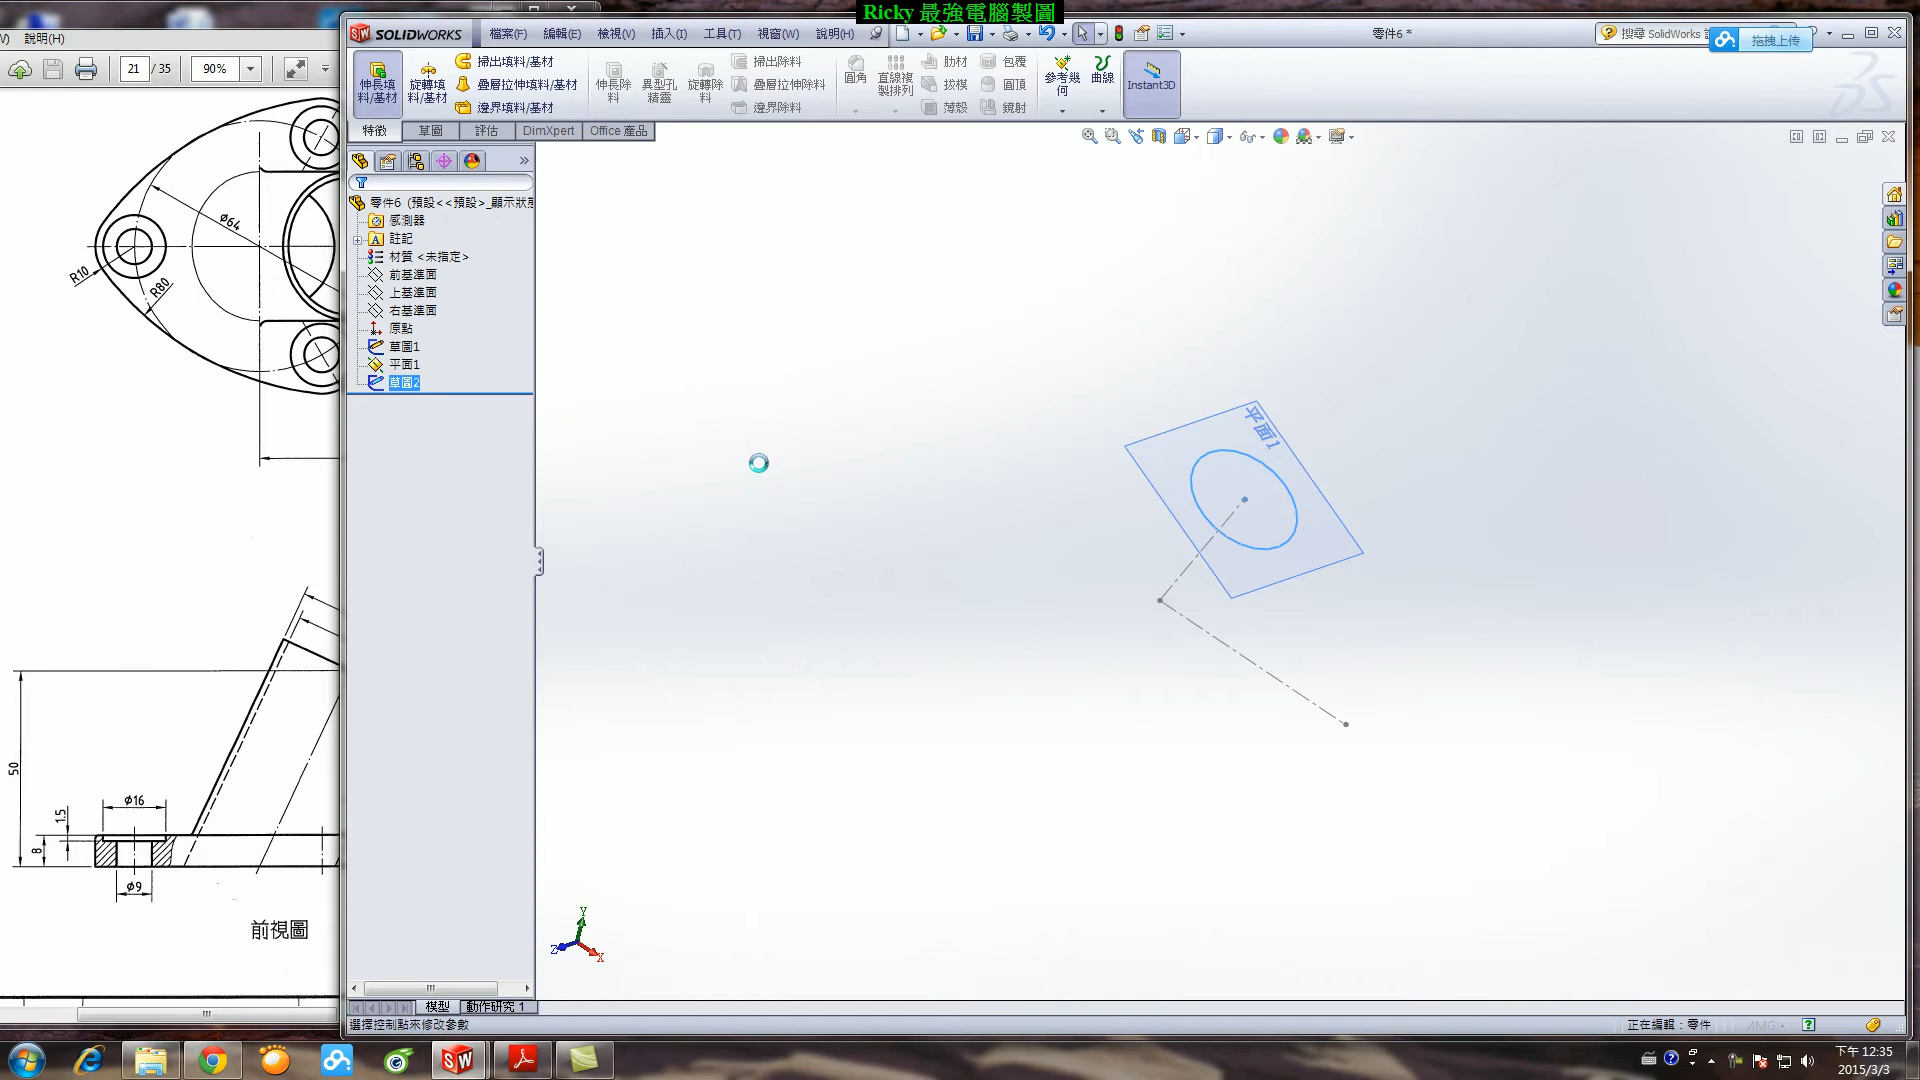 Ricky 最強電腦製圖
V) 說明(H)
SOLIDWORKS
檔案(F) 編輯(E) 檢視(V) 插入(I) 工具(T) 視窗(W) 說明(H)
零件6 *
搜尋 SolidWorks
拖拽上传
21 / 35
90%
伸長填料/基材
旋轉填料/基材
掃出填料/基材
疊層拉伸填料/基材
邊界填料/基材
伸長除料
異型孔精靈
旋轉除料
掃出除料
疊層拉伸除料
邊界除料
圓角
直線複製排列
肋材
拔模
薄殼
包覆
圓頂
鏡射
參考幾何
曲線
Instant3D
特徵 草圖 評估 DimXpert Office 產品
零件6 (預設<<預設>_顯示狀態
感測器
註記
材質 <未指定>
前基準面
上基準面
右基準面
原點
草圖1
平面1
草圖2
平面1
ø64
R10
R80
50
ø16
1.5
8
ø9
前視圖
Y
Z
X
模型 動作研究 1
選擇控制點來修改參數
正在編輯：零件
MMGS
下午 12:35
2015/3/3